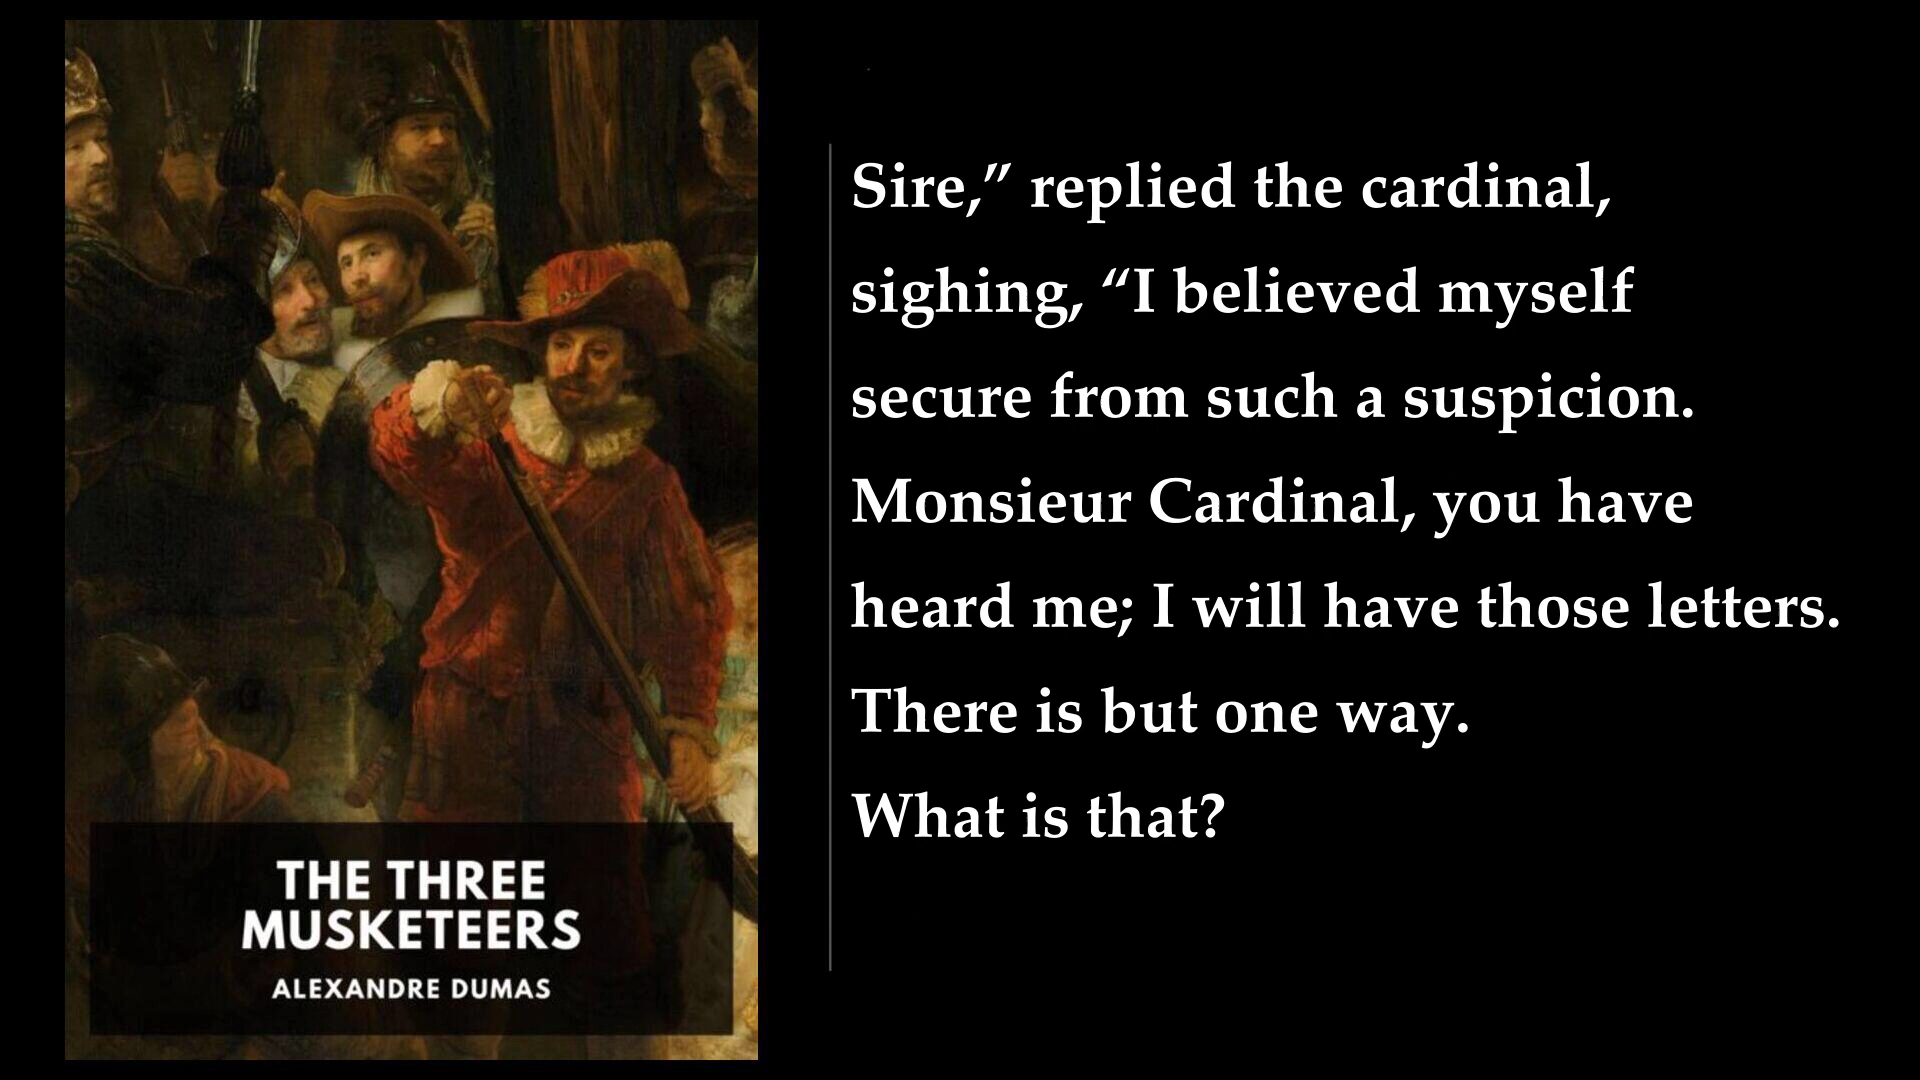 THE THREE
MUSKETEERS
ALEXANDRE DUMAS
Sire,” replied the cardinal,
sighing, “I believed myself
secure from such a suspicion.
Monsieur Cardinal, you have
heard me; I will have those letters.
There is but one way.
What is that?